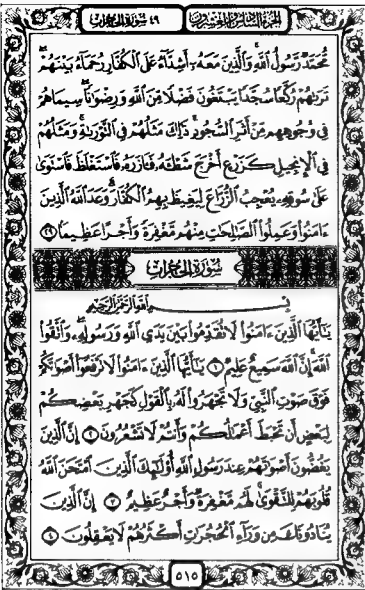 الجزء السادس والعشرون
٤٩ سورة الحجرات
مُّحَمَّدٌ رَّسُولُ ٱللَّهِ وَٱلَّذِينَ مَعَهُۥٓ أَشِدَّآءُ عَلَى ٱلْكُفَّارِ رُحَمَآءُ بَيْنَهُمْ
تَرَىٰهُمْ رُكَّعًا سُجَّدًا يَبْتَغُونَ فَضْلًا مِّنَ ٱللَّهِ وَرِضْوَٰنًا سِيمَاهُمْ
فِى وُجُوهِهِم مِّنْ أَثَرِ ٱلسُّجُودِ ذَٰلِكَ مَثَلُهُمْ فِى ٱلتَّوْرَىٰةِ وَمَثَلُهُمْ
فِى ٱلْإِنجِيلِ كَزَرْعٍ أَخْرَجَ شَطْـَٔهُۥ فَـَٔازَرَهُۥ فَٱسْتَغْلَظَ فَٱسْتَوَىٰ
عَلَىٰ سُوقِهِۦ يُعْجِبُ ٱلزُّرَّاعَ لِيَغِيظَ بِهِمُ ٱلْكُفَّارَ وَعَدَ ٱللَّهُ ٱلَّذِينَ
ءَامَنُوا۟ وَعَمِلُوا۟ ٱلصَّٰلِحَٰتِ مِنْهُم مَّغْفِرَةً وَأَجْرًا عَظِيمًۢا ٢٩
سُورَةُ الحُجُرَاتِ
بِسْمِ ٱللَّهِ ٱلرَّحْمَٰنِ ٱلرَّحِيمِ
يَٰٓأَيُّهَا ٱلَّذِينَ ءَامَنُوا۟ لَا تُقَدِّمُوا۟ بَيْنَ يَدَىِ ٱللَّهِ وَرَسُولِهِۦ وَٱتَّقُوا۟
ٱللَّهَ إِنَّ ٱللَّهَ سَمِيعٌ عَلِيمٌ ١ يَٰٓأَيُّهَا ٱلَّذِينَ ءَامَنُوا۟ لَا تَرْفَعُوٓا۟ أَصْوَٰتَكُمْ
فَوْقَ صَوْتِ ٱلنَّبِىِّ وَلَا تَجْهَرُوا۟ لَهُۥ بِٱلْقَوْلِ كَجَهْرِ بَعْضِكُمْ
لِبَعْضٍ أَن تَحْبَطَ أَعْمَٰلُكُمْ وَأَنتُمْ لَا تَشْعُرُونَ ٢ إِنَّ ٱلَّذِينَ
يَغُضُّونَ أَصْوَٰتَهُمْ عِندَ رَسُولِ ٱللَّهِ أُو۟لَٰٓئِكَ ٱلَّذِينَ ٱمْتَحَنَ ٱللَّهُ
قُلُوبَهُمْ لِلتَّقْوَىٰ لَهُم مَّغْفِرَةٌ وَأَجْرٌ عَظِيمٌ ٣ إِنَّ ٱلَّذِينَ
يُنَادُونَكَ مِن وَرَآءِ ٱلْحُجُرَٰتِ أَكْثَرُهُمْ لَا يَعْقِلُونَ ٤
٥١٥